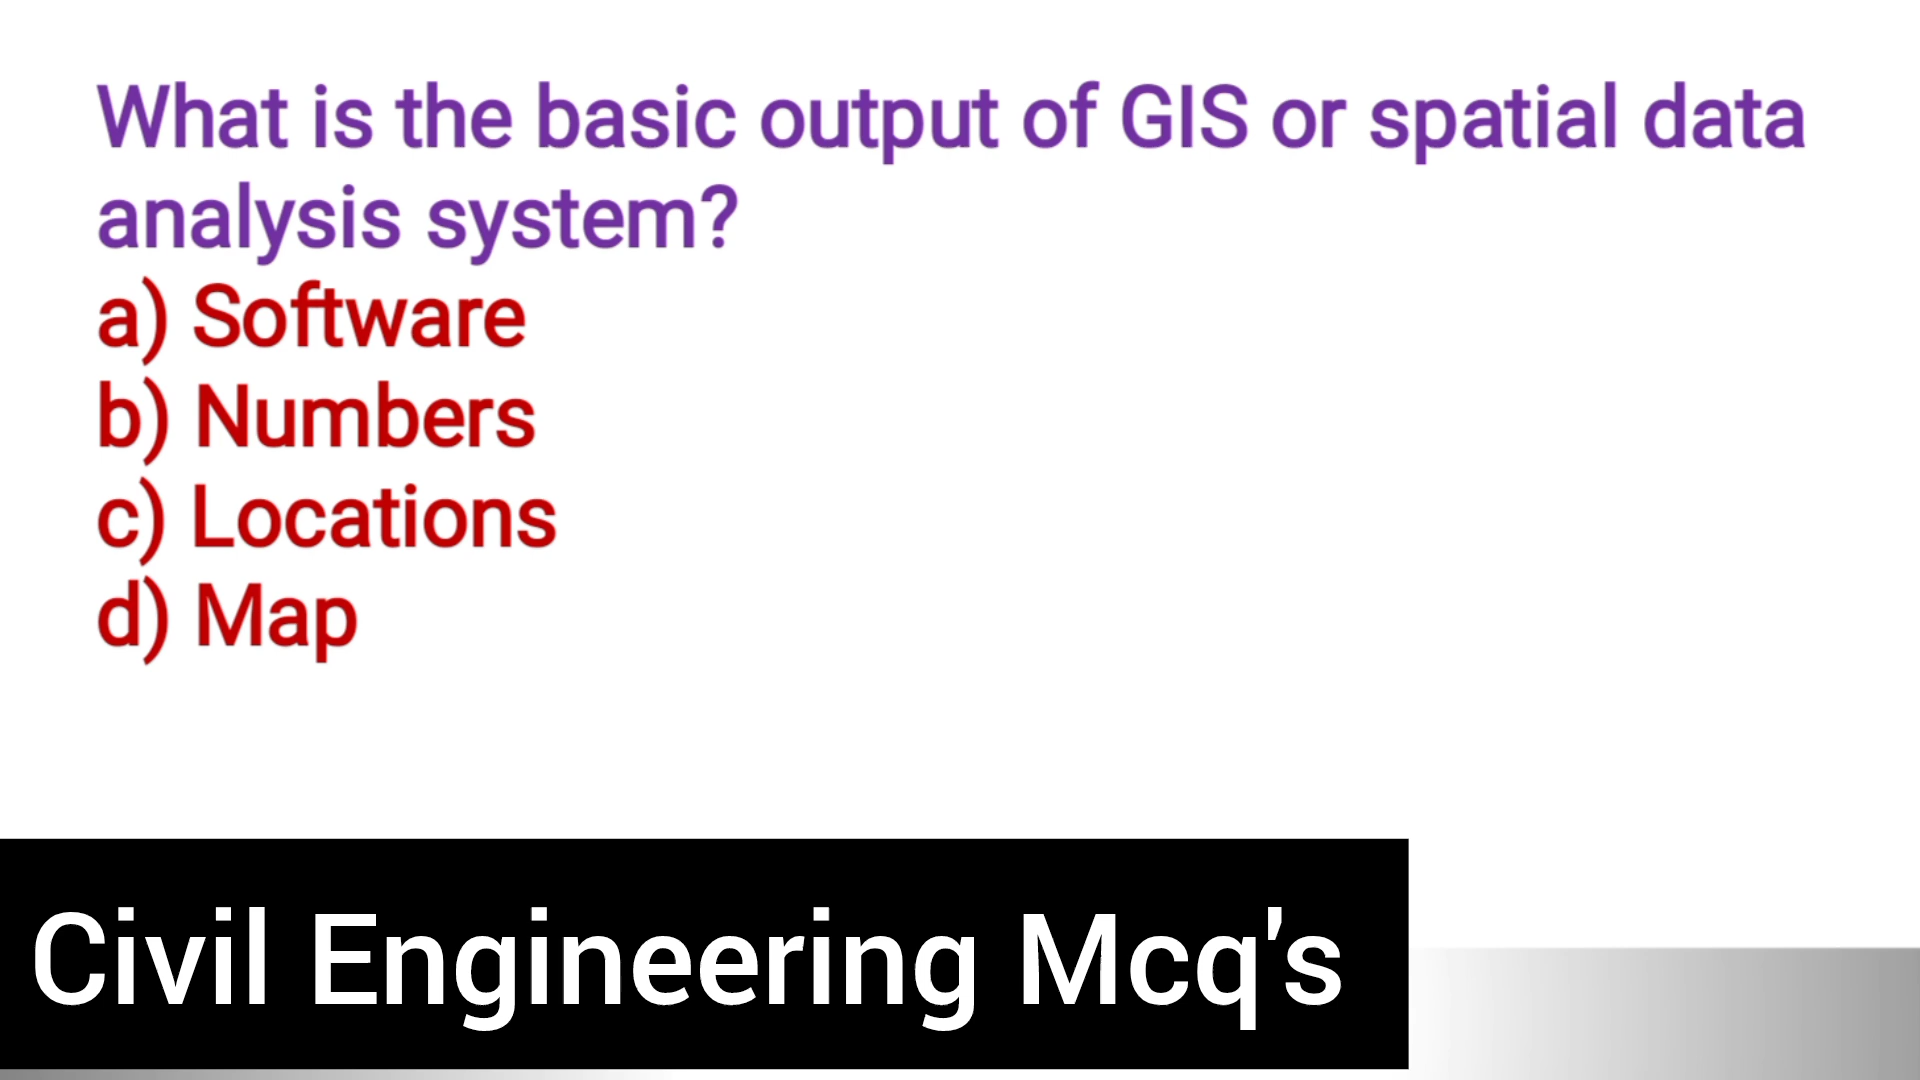 What is the basic output of GIS or spatial data
analysis system?
a) Software
b) Numbers
c) Locations
d) Map
Civil Engineering Mcq's